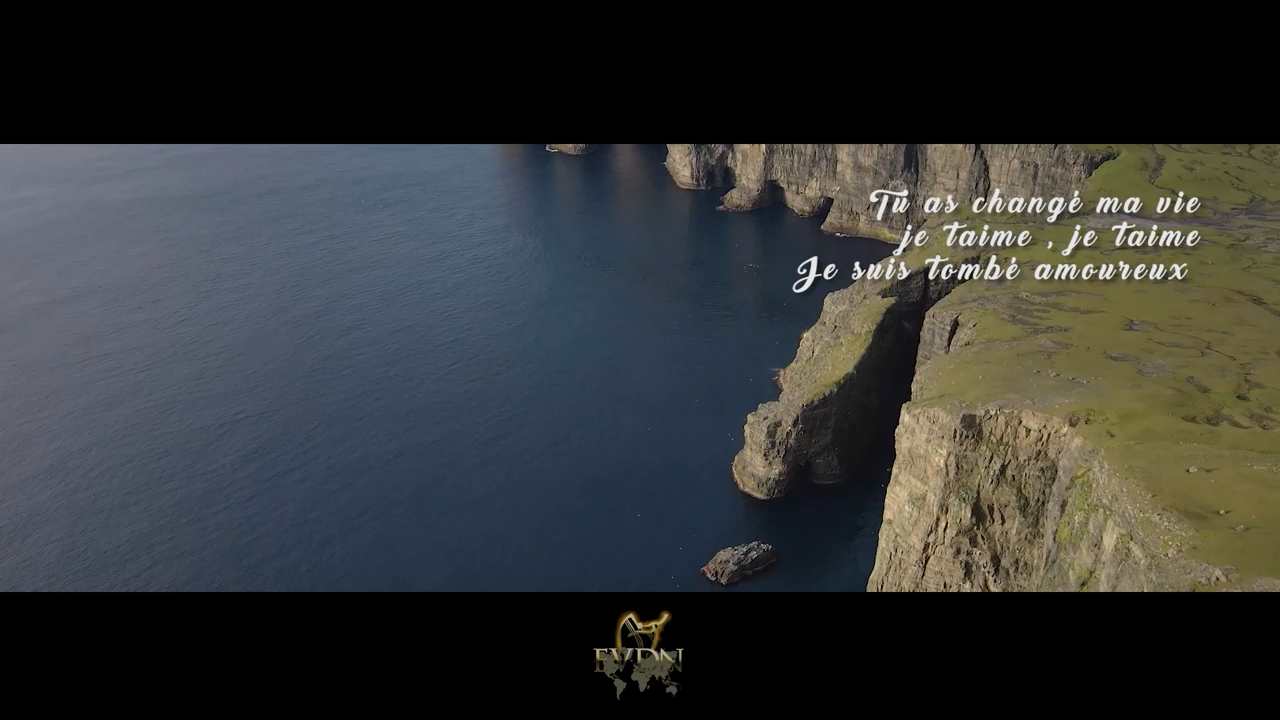 Tu as changé ma vie
je taime , je taime
Je suis tombé amoureux
EVDN